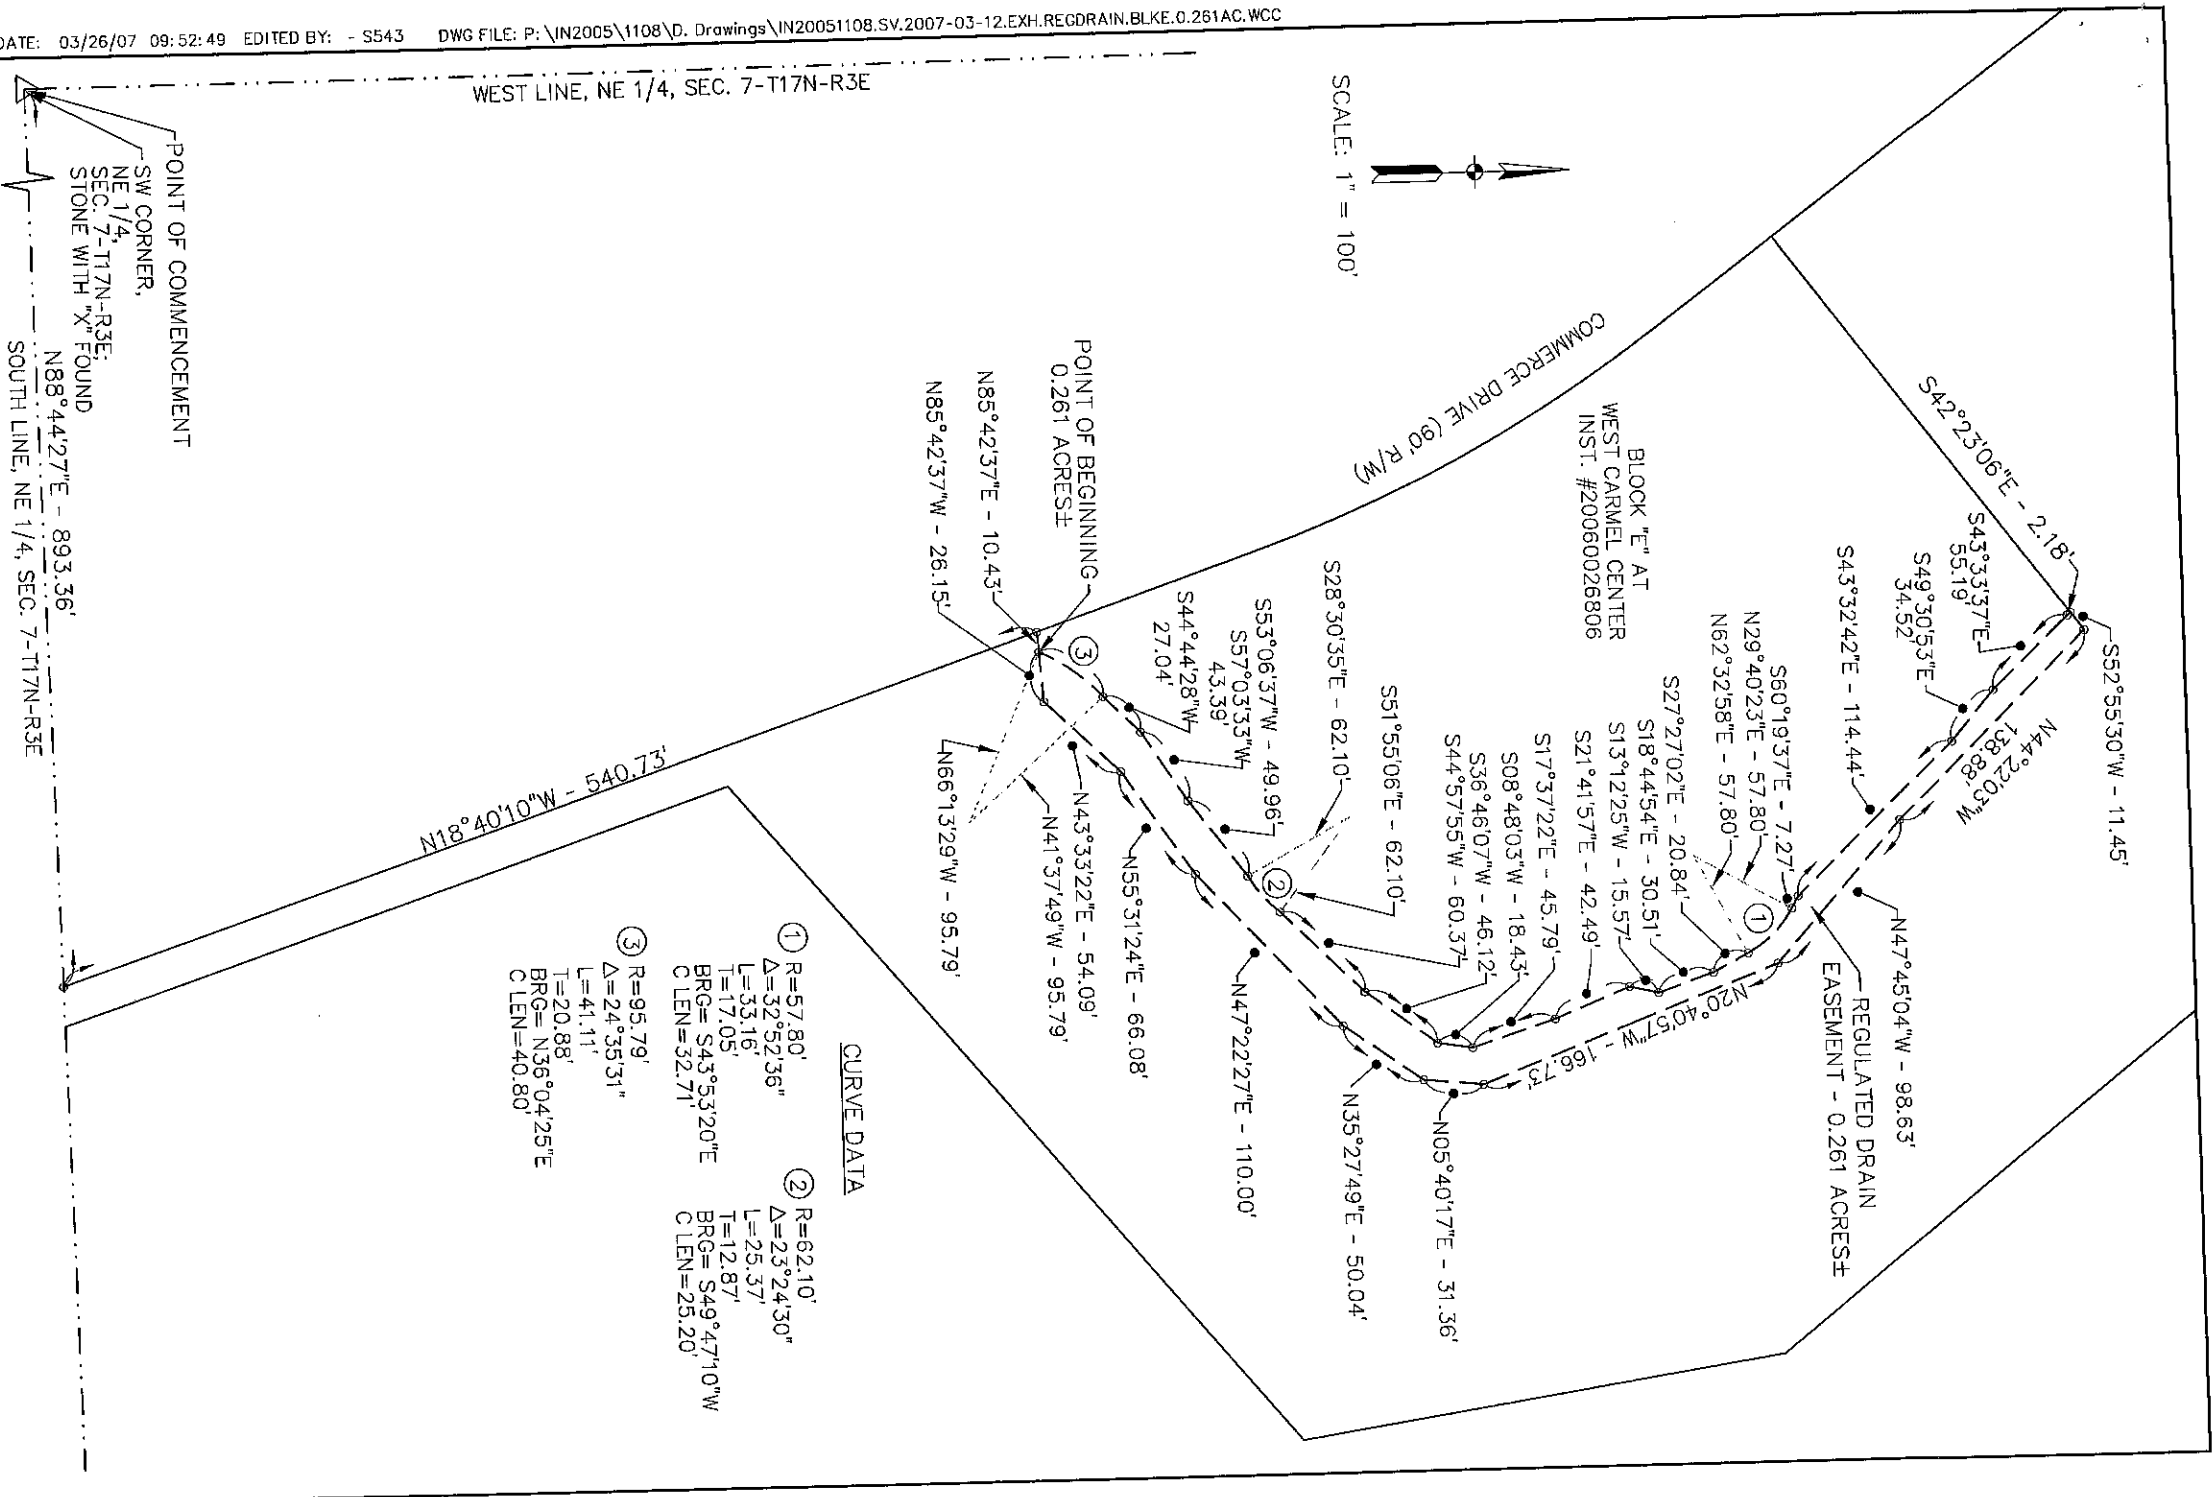 DATE: 03/26/07 09:52:49 EDITED BY: - S543 DWG FILE: P:\IN2005\1108\D. Drawings\IN20051108.SV.2007-03-12.EXH.REGDRAIN.BLKE.0.261AC.WCC
WEST LINE, NE 1/4, SEC. 7-T17N-R3E
SCALE: 1" = 100'
POINT OF COMMENCEMENT
SW CORNER,
NE 1/4,
SEC. 7-T17N-R3E;
STONE WITH "X" FOUND
N88°44'27"E - 893.36'
SOUTH LINE, NE 1/4, SEC. 7-T17N-R3E
N18°40'10"W - 540.73'
COMMERCE DRIVE (90' R/W)
BLOCK "E" AT
WEST CARMEL CENTER
INST. #200600026806
POINT OF BEGINNING
0.261 ACRES±
N85°42'37"E - 10.43'
N85°42'37"W - 26.15'
S42°23'06"E - 2.18'
S52°55'30"W - 11.45'
S43°33'37"E
55.19'
S49°30'53"E
34.52'
N44°22'03"W
138.88'
S43°32'42"E - 114.44'
S60°19'37"E - 7.27'
N29°40'23"E - 57.80'
N62°32'58"E - 57.80'
S27°27'02"E - 20.84'
S18°44'54"E - 30.51'
S13°12'25"W - 15.57'
S21°41'57"E - 42.49'
S17°37'22"E - 45.79'
S08°48'03"W - 18.43'
S36°46'07"W - 46.12'
S44°57'55"W - 60.37'
S51°55'06"E - 62.10'
S28°30'35"E - 62.10'
S53°06'37"W - 49.96'
S57°03'33"W
43.39'
S44°44'28"W
27.04'
N47°45'04"W - 98.63'
REGULATED DRAIN
EASEMENT - 0.261 ACRES±
N20°40'57"W - 166.73'
N05°40'17"E - 31.36'
N35°27'49"E - 50.04'
N47°22'27"E - 110.00'
N55°31'24"E - 66.08'
N43°33'22"E - 54.09'
N41°37'49"W - 95.79'
N66°13'29"W - 95.79'
1
2
3
CURVE DATA
1 R=57.80'
Δ=32°52'36"
L=33.16'
T=17.05'
BRG= S43°53'20"E
C LEN=32.71'
2 R=62.10'
Δ=23°24'30"
L=25.37'
T=12.87'
BRG= S49°47'10"W
C LEN=25.20'
3 R=95.79'
Δ=24°35'31"
L=41.11'
T=20.88'
BRG= N36°04'25"E
C LEN=40.80'